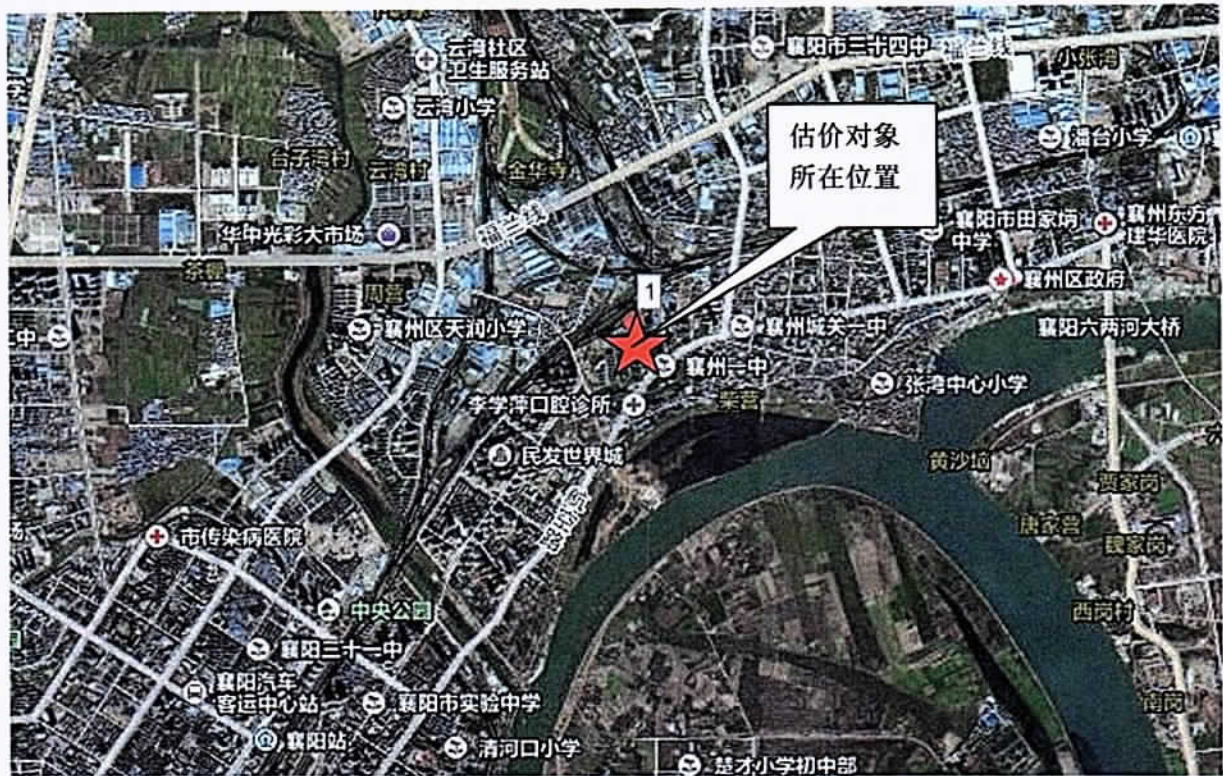 云湾社区
卫生服务站
襄阳市三十四中
小张湾
云湾小学
估价对象
所在位置
潘台小学
台子湾村
云湾村
金华寺
华中光彩大市场
襄阳市田家炳
中学
襄州东方
建华医院
茶棚
襄州区政府
周营
1
襄州区天润小学
襄州城关一中
襄阳六两河大桥
襄州一中
张湾中心小学
李学萍口腔诊所
荣营
民发世界城
黄沙垴
贾家岗
唐家营
魏家岗
市传染病医院
中央公园
西岗村
襄阳三十一中
襄阳汽车
客运中心站
襄阳市实验中学
南岗
襄阳站
清河口小学
楚才小学初中部